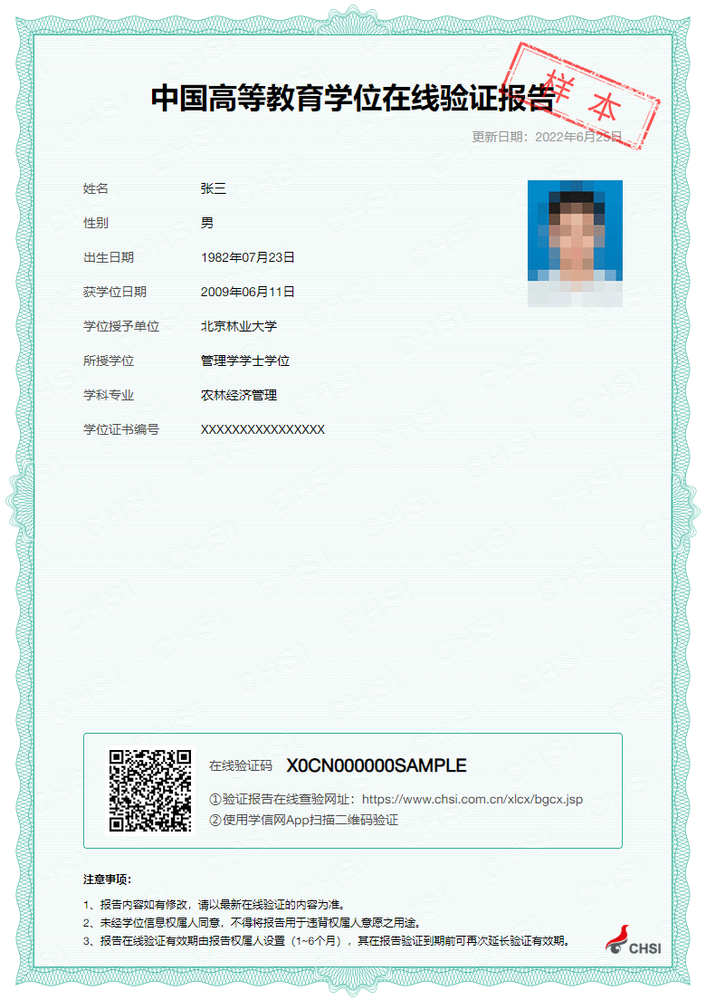 中国高等教育学位在线验证报告
样本
更新日期：2022年6月25日
姓名 张三
性别 男
出生日期 1982年07月23日
获学位日期 2009年06月11日
学位授予单位 北京林业大学
所授学位 管理学学士学位
学科专业 农林经济管理
学位证书编号 XXXXXXXXXXXXXXXX
在线验证码 X0CN000000SAMPLE
①验证报告在线查验网址：https://www.chsi.com.cn/xlcx/bgcx.jsp
②使用学信网App扫描二维码验证
注意事项：
1、报告内容如有修改，请以最新在线验证的内容为准。
2、未经学位信息权属人同意，不得将报告用于违背权属人意愿之用途。
3、报告在线验证有效期由报告权属人设置（1~6个月），其在报告验证到期前可再次延长验证有效期。
CHSI